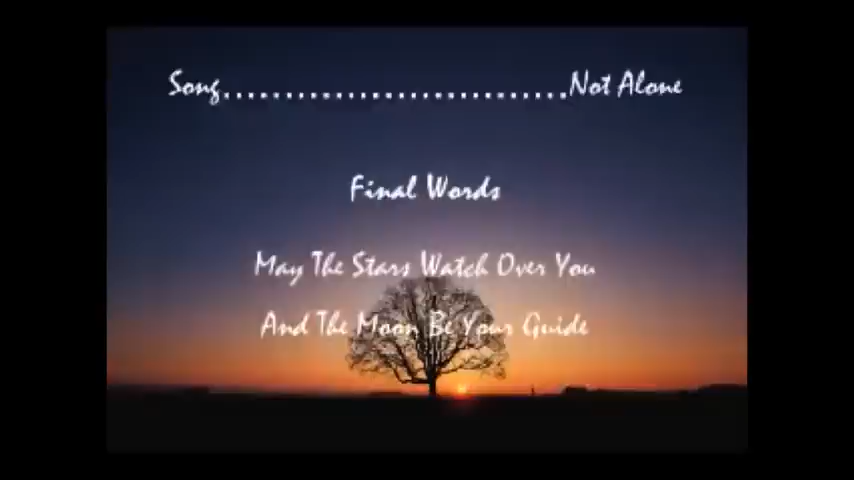 Song............................Not Alone
Final Words
May The Stars Watch Over You
And The Moon Be Your Guide